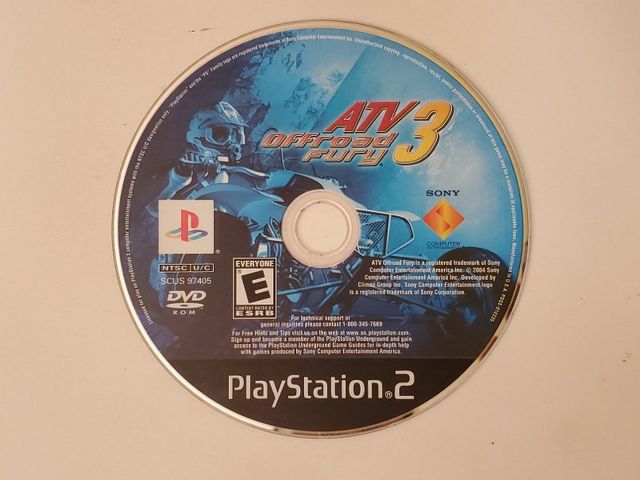 ATV
Offroad
Fury 3
SONY
COMPUTER
ENTERTAINMENT
NTSC U/C
SCUS 97405
DVD
ROM
EVERYONE
E
CONTENT RATED BY
ESRB
ATV Offroad Fury is a registered trademark of Sony
Computer Entertainment America Inc. © 2004 Sony
Computer Entertainment America Inc. Developed by
Climax Group Inc. Sony Computer Entertainment logo
is a registered trademark of Sony Corporation.
For technical support or
general inquiries please contact 1-800-345-7669
For Free Hints and Tips visit us on the web at www.us.playstation.com.
Sign up and become a member of the PlayStation Underground and gain
access to the PlayStation Underground Game Guides for in-depth help
with games produced by Sony Computer Entertainment America.
PlayStation®2